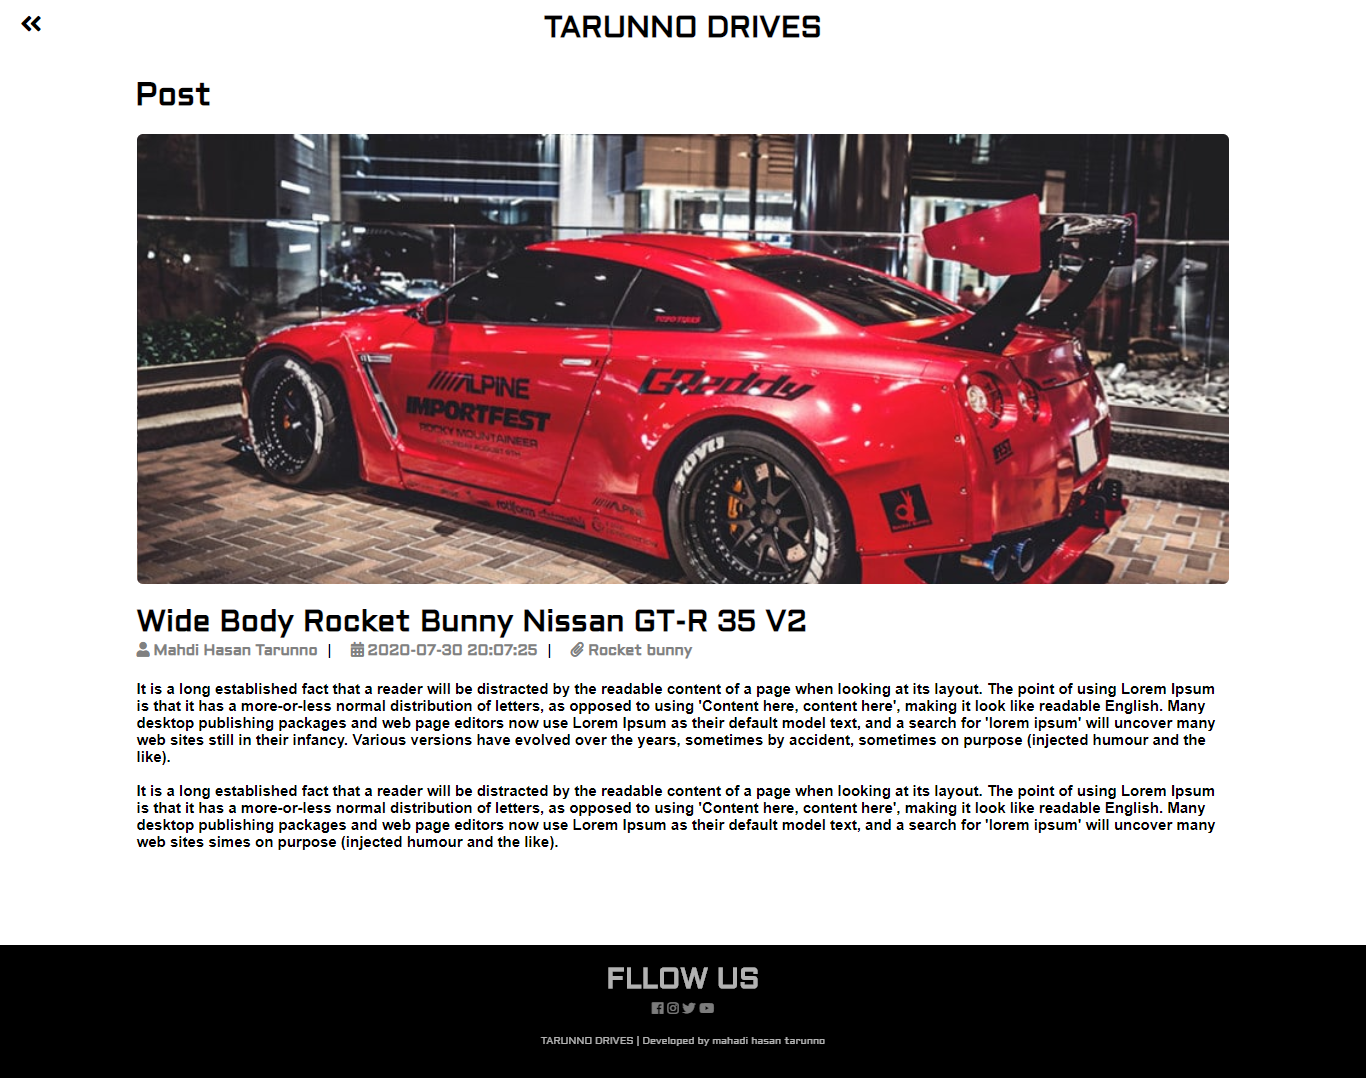 TARUNNO DRIVES
Post
TOYO TIRES
ALPINE
GReddy
IMPORTFEST
ROCKY MOUNTAINEER
TOYO
FEST
ALPINE
Wide Body Rocket Bunny Nissan GT-R 35 V2
Mahdi Hasan Tarunno | 2020-07-30 20:07:25 | Rocket bunny
It is a long established fact that a reader will be distracted by the readable content of a page when looking at its layout. The point of using Lorem Ipsum
is that it has a more-or-less normal distribution of letters, as opposed to using 'Content here, content here', making it look like readable English. Many
desktop publishing packages and web page editors now use Lorem Ipsum as their default model text, and a search for 'lorem ipsum' will uncover many
web sites still in their infancy. Various versions have evolved over the years, sometimes by accident, sometimes on purpose (injected humour and the
like).
It is a long established fact that a reader will be distracted by the readable content of a page when looking at its layout. The point of using Lorem Ipsum
is that it has a more-or-less normal distribution of letters, as opposed to using 'Content here, content here', making it look like readable English. Many
desktop publishing packages and web page editors now use Lorem Ipsum as their default model text, and a search for 'lorem ipsum' will uncover many
web sites simes on purpose (injected humour and the like).
FLLOW US
TARUNNO DRIVES | Developed by mahadi hasan tarunno